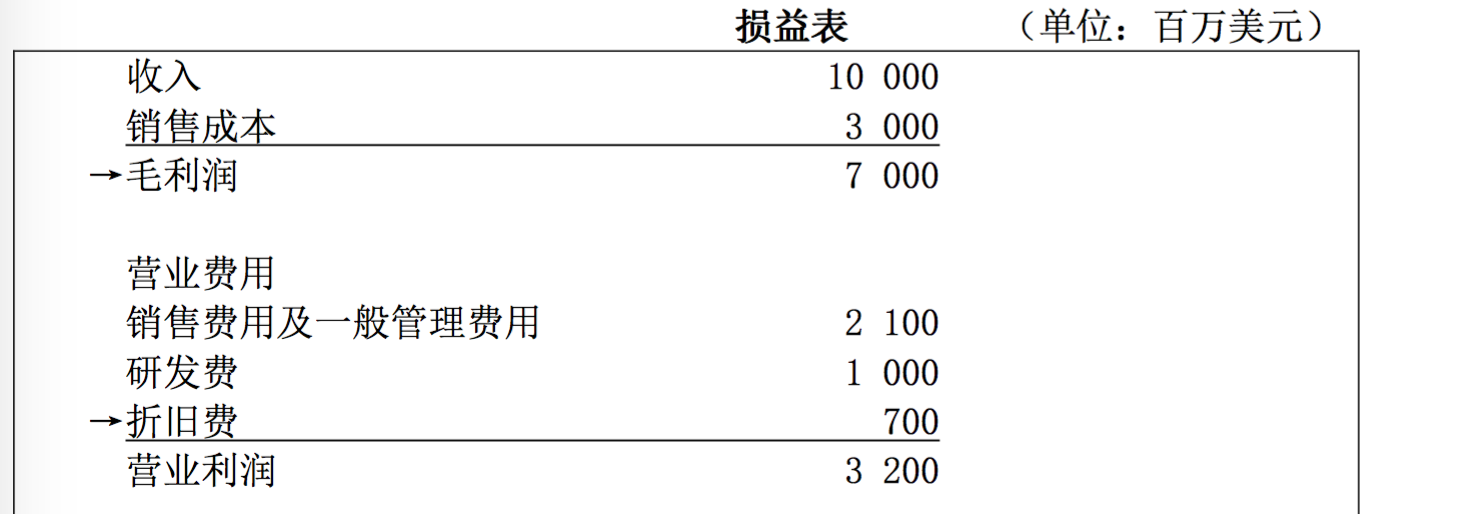 损益表 （单位：百万美元）
收入 10 000
销售成本 3 000
→毛利润 7 000
营业费用
销售费用及一般管理费用 2 100
研发费 1 000
→折旧费 700
营业利润 3 200